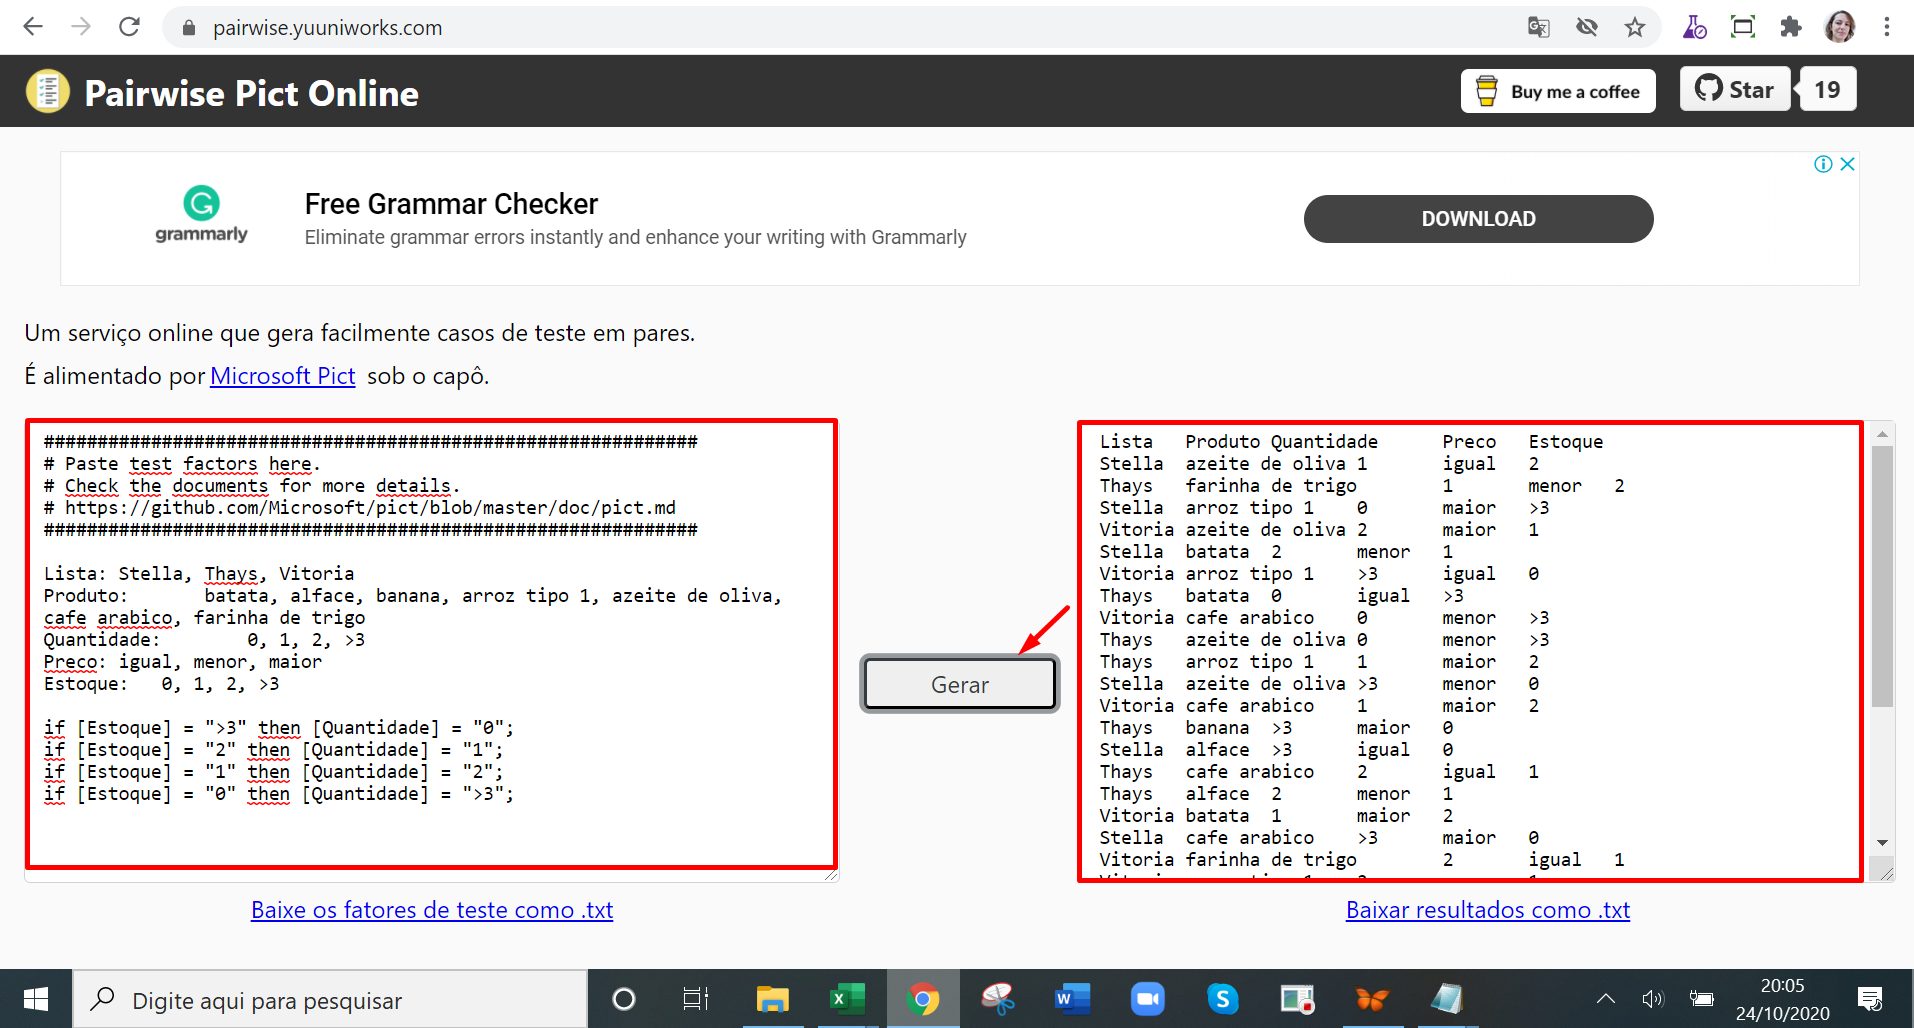 pairwise.yuuniworks.com
Pairwise Pict Online
Buy me a coffee
Star
19
grammarly
Free Grammar Checker
Eliminate grammar errors instantly and enhance your writing with Grammarly
DOWNLOAD
Um serviço online que gera facilmente casos de teste em pares.
É alimentado por Microsoft Pict sob o capô.
#############################################################
# Paste test factors here.
# Check the documents for more details.
# https://github.com/Microsoft/pict/blob/master/doc/pict.md
#############################################################
Lista: Stella, Thays, Vitoria
Produto: batata, alface, banana, arroz tipo 1, azeite de oliva,
cafe arabico, farinha de trigo
Quantidade: 0, 1, 2, >3
Preco: igual, menor, maior
Estoque: 0, 1, 2, >3
if [Estoque] = ">3" then [Quantidade] = "0";
if [Estoque] = "2" then [Quantidade] = "1";
if [Estoque] = "1" then [Quantidade] = "2";
if [Estoque] = "0" then [Quantidade] = ">3";
Baixe os fatores de teste como .txt
Gerar
Lista Produto Quantidade Preco Estoque
Stella azeite de oliva 1 igual 2
Thays farinha de trigo 1 menor 2
Stella arroz tipo 1 0 maior >3
Vitoria azeite de oliva 2 maior 1
Stella batata 2 menor 1
Vitoria arroz tipo 1 >3 igual 0
Thays batata 0 igual >3
Vitoria cafe arabico 0 menor >3
Thays azeite de oliva 0 menor >3
Thays arroz tipo 1 1 maior 2
Stella azeite de oliva >3 menor 0
Vitoria cafe arabico 1 maior 2
Thays banana >3 maior 0
Stella alface >3 igual 0
Thays cafe arabico 2 igual 1
Thays alface 2 menor 1
Vitoria batata 1 maior 2
Stella cafe arabico >3 maior 0
Vitoria farinha de trigo 2 igual 1
Baixar resultados como .txt
Digite aqui para pesquisar
20:05
24/10/2020